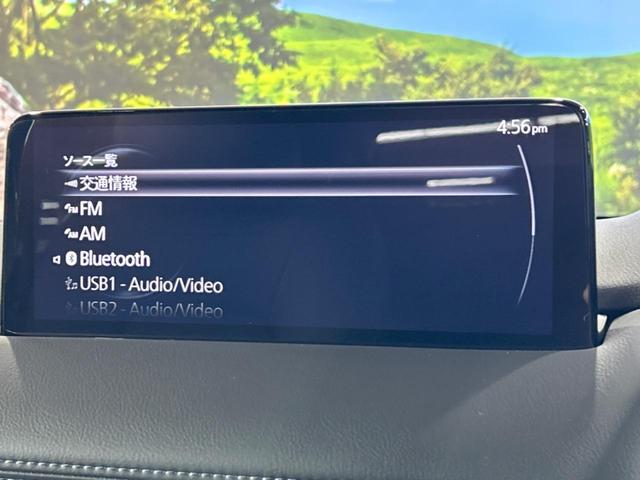 4:56pm
ソース一覧
交通情報
FM
AM
Bluetooth
USB1 - Audio/Video
USB2 - Audio/Video